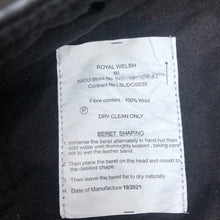 ROYAL WELSH
60
NATO Stock No.
Contract No
Fibre content : 100% Wool
P
DRY CLEAN ONLY
BERET SHAPING
Immerse the beret alternately in hand hot then
cold water until thoroughly soaked , taking care
not to wet the leather band
Then place the beret on the head and mould to
the desired shape.
Then leave the beret flat to dry naturally
Date of Manufacture 10/2021